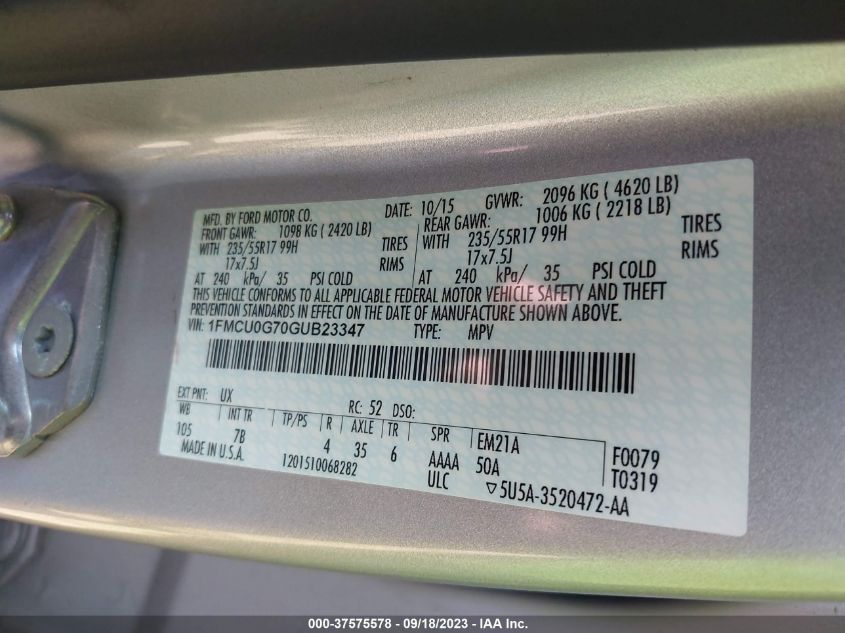 MFD. BY FORD MOTOR CO. DATE: 10/15 GVWR: 2096 KG ( 4620 LB)
FRONT GAWR: 1098 KG ( 2420 LB) REAR GAWR: 1006 KG ( 2218 LB)
WITH 235/55R17 99H TIRES WITH 235/55R17 99H TIRES
17x7.5J RIMS 17x7.5J RIMS
AT 240 kPa/ 35 PSI COLD AT 240 kPa/ 35 PSI COLD
THIS VEHICLE CONFORMS TO ALL APPLICABLE FEDERAL MOTOR VEHICLE SAFETY AND THEFT
PREVENTION STANDARDS IN EFFECT ON THE DATE OF MANUFACTURE SHOWN ABOVE.
VIN: 1FMCU0G70GUB23347 TYPE: MPV
EXT PNT: UX RC: 52 DSO:
WB INT TR TP/PS R AXLE TR SPR EM21A F0079
105 7B 4 35 6 AAAA 50A T0319
MADE IN U.S.A. 1201510068282 ULC ▽5U5A-3520472-AA
000-37575578 - 09/18/2023 - IAA Inc.